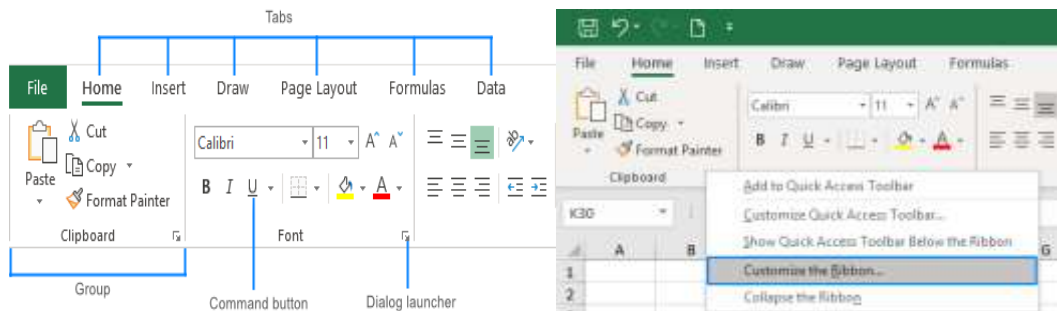 Tabs
File Home Insert Draw Page Layout Formulas Data
Cut
Copy
Paste
Format Painter
Calibri 11 A A
B I U A
Clipboard Font
Group
Command button
Dialog launcher
File Home Insert Draw Page Layout Formulas
Cut
Copy
Paste
Format Painter
Calibri 11 A A
B I U A
Clipboard
Add to Quick Access Toolbar
Customize Quick Access Toolbar...
Show Quick Access Toolbar Below the Ribbon
Customize the Ribbon...
Collapse the Ribbon
K30
A B G
1
2